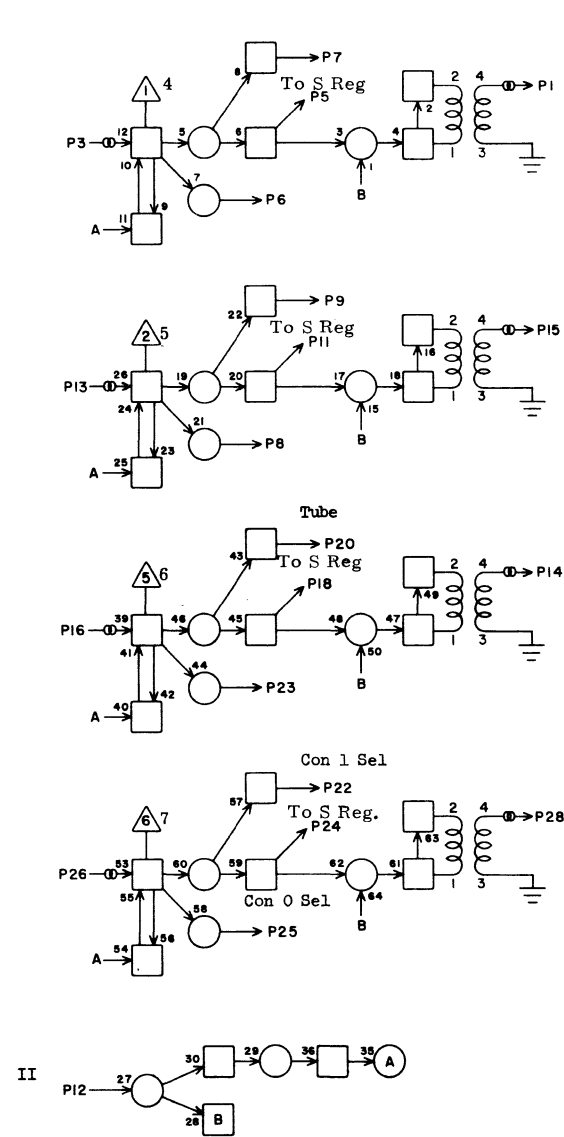 8 P7
1 4 To S Reg 2 4 P1
P5 2
P3 12 5 6 3 4
10 7 1 1 3
P6 B
11 9
A
22 P9
2 5 To S Reg 2 4 P15
P11 16
P13 26 19 20 17 18
24 21 15 1 3
P8 B
25 23
A
Tube
43 P20
5 6 To S Reg 2 4 P14
P18 49
P16 39 46 45 48 47
41 44 50 1 3
P23 B
40 42
A
Con 1 Sel
57 P22
6 7 To S Reg. 2 4 P28
P24 63
P26 53 60 59 62 61
55 58 Con 0 Sel 64 1 3
P25 B
54 56
A
30 29 36 35 A
II P12 27
28 B